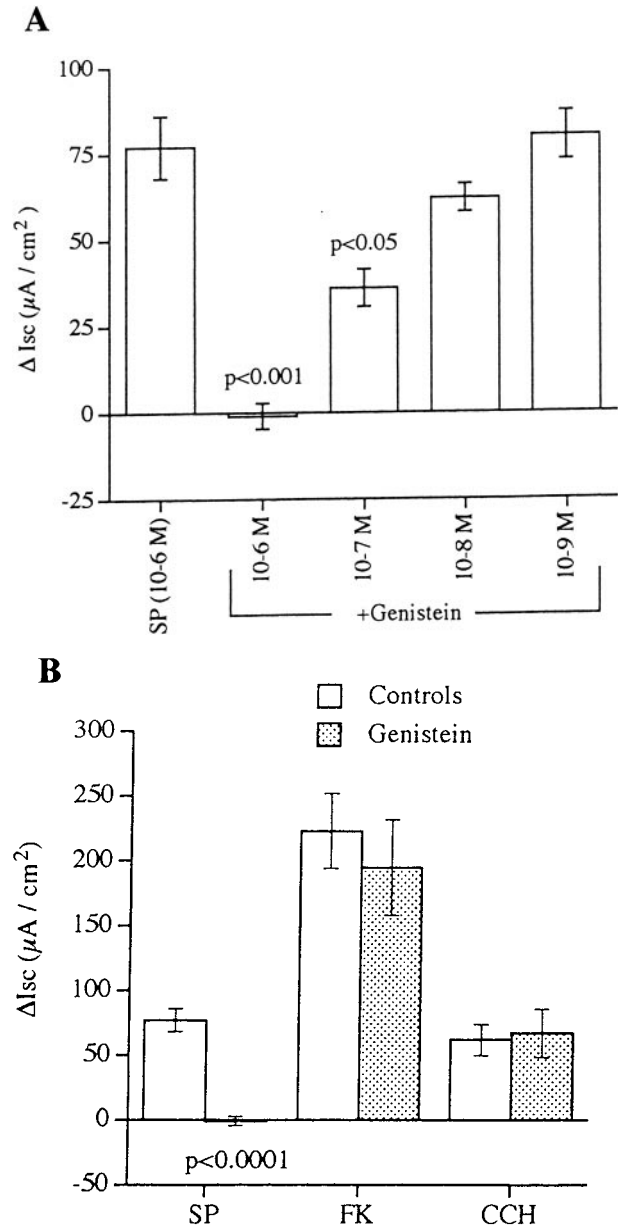 A
Δ Isc (μA / cm²)
100
75
50
25
0
-25
p<0.001
p<0.05
SP (10-6 M)
10-6 M
10-7 M
10-8 M
10-9 M
+Genistein
B
Controls
Genistein
ΔIsc (μA / cm²)
300
250
200
150
100
50
0
-50
p<0.0001
SP FK CCH